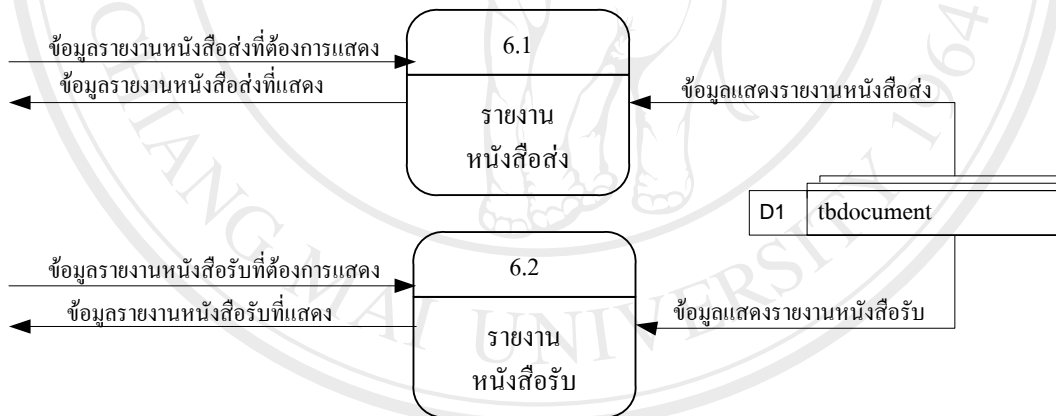 ข้อมูลรายงานหนังสือส่งที่ต้องการแสดง
ข้อมูลรายงานหนังสือส่งที่แสดง
6.1
รายงาน
หนังสือส่ง
ข้อมูลแสดงรายงานหนังสือส่ง
D1 tbdocument
ข้อมูลรายงานหนังสือรับที่ต้องการแสดง
ข้อมูลรายงานหนังสือรับที่แสดง
6.2
รายงาน
หนังสือรับ
ข้อมูลแสดงรายงานหนังสือรับ
CHIANG MAI UNIVERSITY 1964